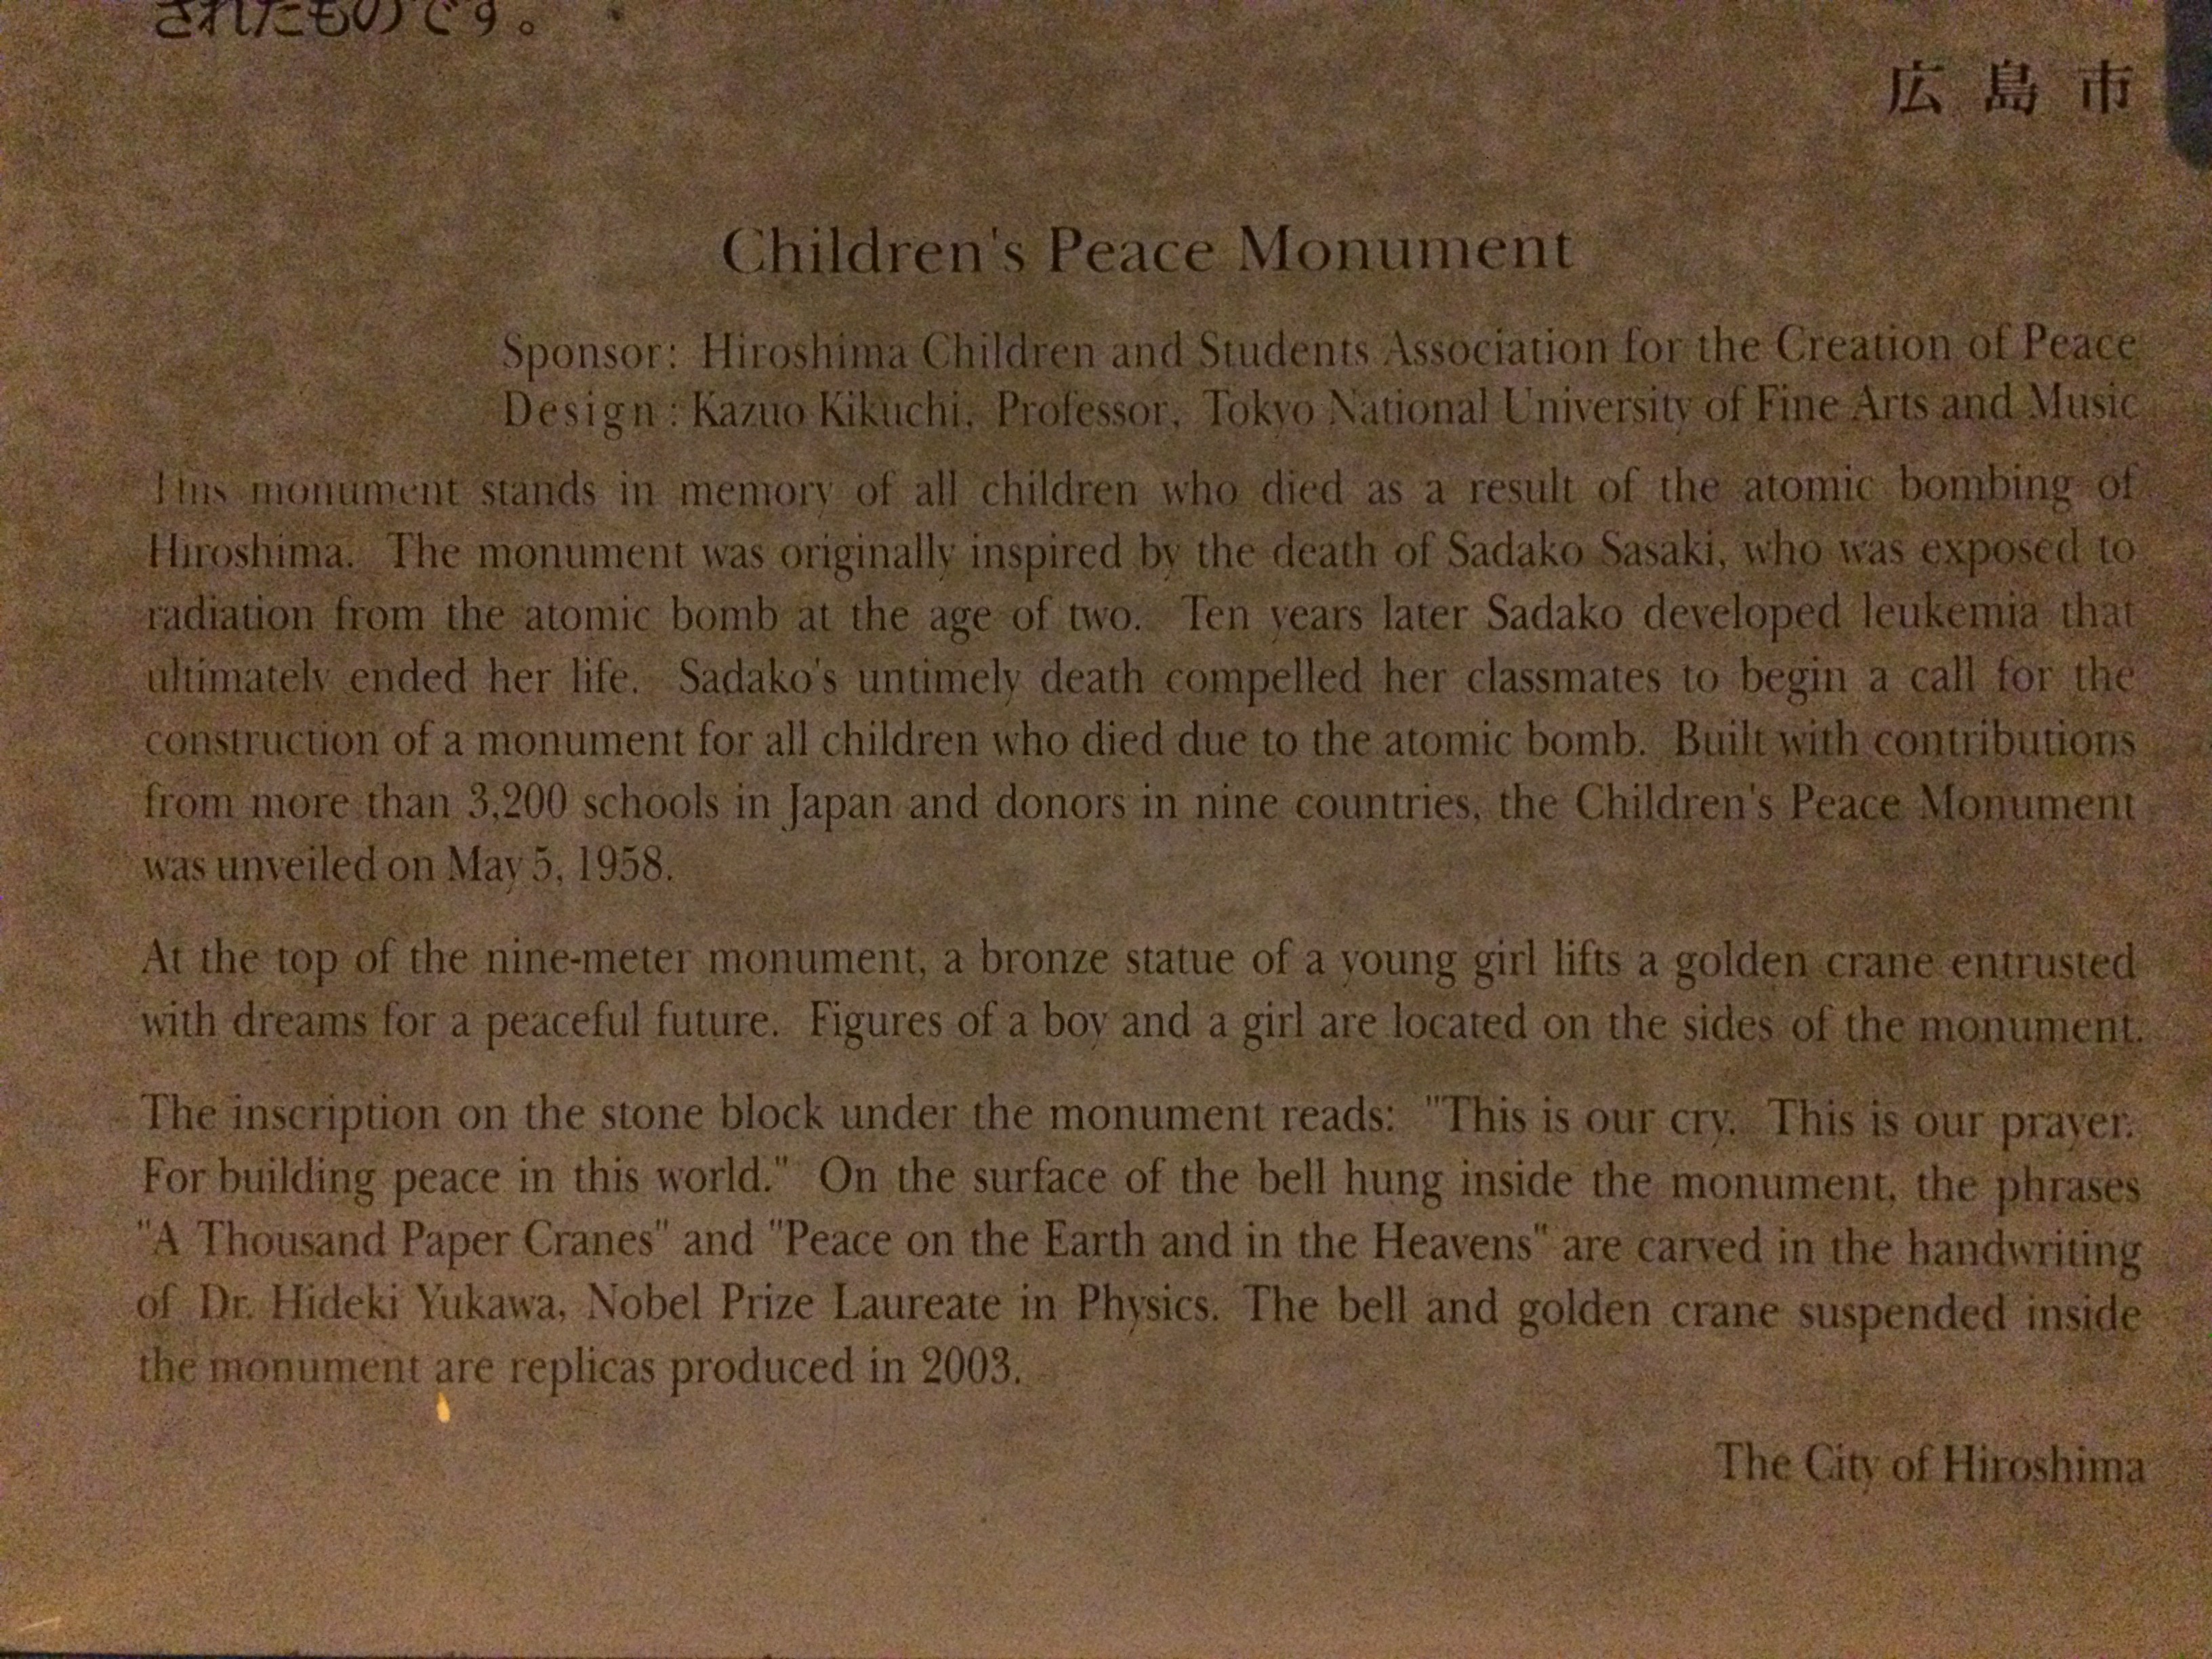 されたものです。
広島市
Children's Peace Monument
Sponsor: Hiroshima Children and Students Association for the Creation of Peace
Design : Kazuo Kikuchi, Professor, Tokyo National University of Fine Arts and Music
This monument stands in memory of all children who died as a result of the atomic bombing of
Hiroshima. The monument was originally inspired by the death of Sadako Sasaki, who was exposed to
radiation from the atomic bomb at the age of two. Ten years later Sadako developed leukemia that
ultimately ended her life. Sadako's untimely death compelled her classmates to begin a call for the
construction of a monument for all children who died due to the atomic bomb. Built with contributions
from more than 3,200 schools in Japan and donors in nine countries, the Children's Peace Monument
was unveiled on May 5, 1958.
At the top of the nine-meter monument, a bronze statue of a young girl lifts a golden crane entrusted
with dreams for a peaceful future. Figures of a boy and a girl are located on the sides of the monument.
The inscription on the stone block under the monument reads: "This is our cry. This is our prayer.
For building peace in this world." On the surface of the bell hung inside the monument, the phrases
"A Thousand Paper Cranes" and "Peace on the Earth and in the Heavens" are carved in the handwriting
of Dr. Hideki Yukawa, Nobel Prize Laureate in Physics. The bell and golden crane suspended inside
the monument are replicas produced in 2003.
The City of Hiroshima